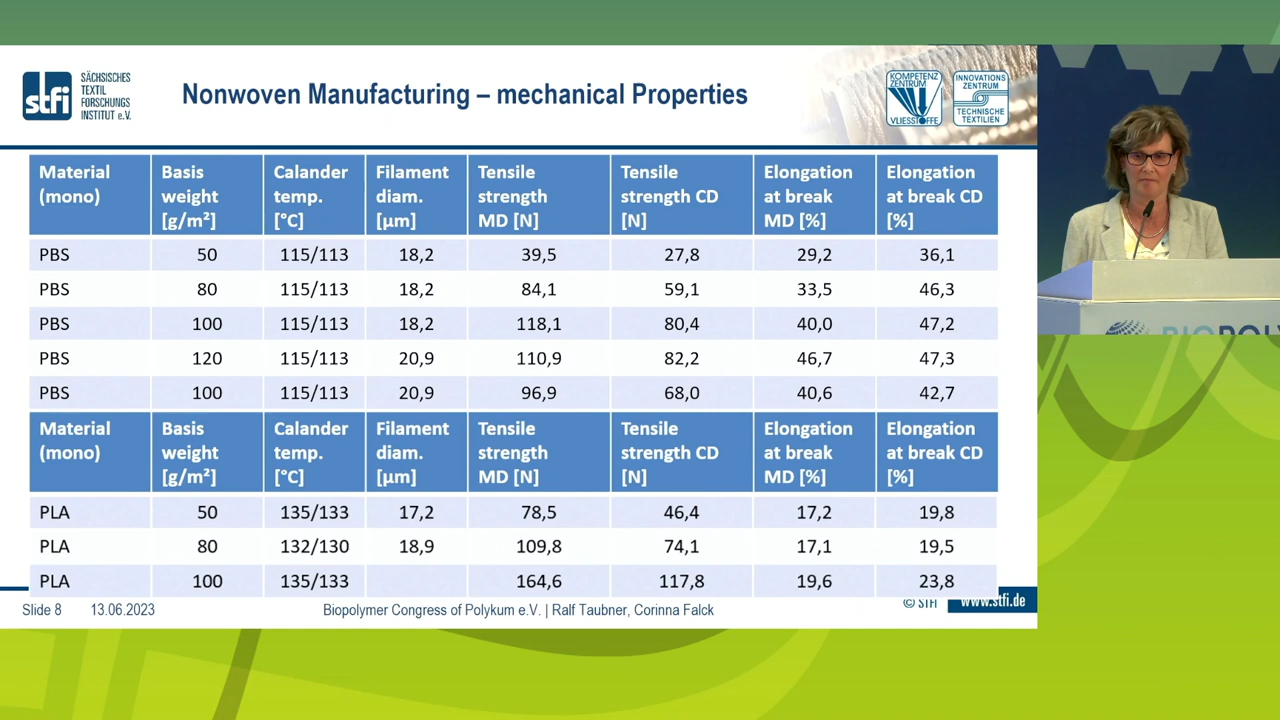 stfi
SÄCHSISCHES
TEXTIL
FORSCHUNGS
INSTITUT e.V.
Nonwoven Manufacturing – mechanical Properties
KOMPETENZ
ZENTRUM
VLIESSTOFFE
INNOVATIONS
ZENTRUM
TECHNISCHE
TEXTILIEN
Material (mono) Basis weight [g/m²] Calander temp. [°C] Filament diam. [µm] Tensile strength MD [N] Tensile strength CD [N] Elongation at break MD [%] Elongation at break CD [%]
PBS 50 115/113 18,2 39,5 27,8 29,2 36,1
PBS 80 115/113 18,2 84,1 59,1 33,5 46,3
PBS 100 115/113 18,2 118,1 80,4 40,0 47,2
PBS 120 115/113 20,9 110,9 82,2 46,7 47,3
PBS 100 115/113 20,9 96,9 68,0 40,6 42,7
Material (mono) Basis weight [g/m²] Calander temp. [°C] Filament diam. [µm] Tensile strength MD [N] Tensile strength CD [N] Elongation at break MD [%] Elongation at break CD [%]
PLA 50 135/133 17,2 78,5 46,4 17,2 19,8
PLA 80 132/130 18,9 109,8 74,1 17,1 19,5
PLA 100 135/133 164,6 117,8 19,6 23,8
Slide 8 13.06.2023 Biopolymer Congress of Polykum e.V. | Ralf Taubner, Corinna Falck © STFI www.stfi.de